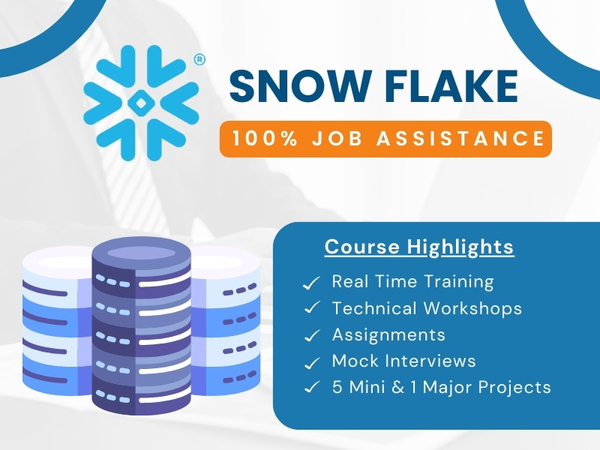 ®
SNOW FLAKE
100% JOB ASSISTANCE
Course Highlights
Real Time Training
Technical Workshops
Assignments
Mock Interviews
5 Mini & 1 Major Projects